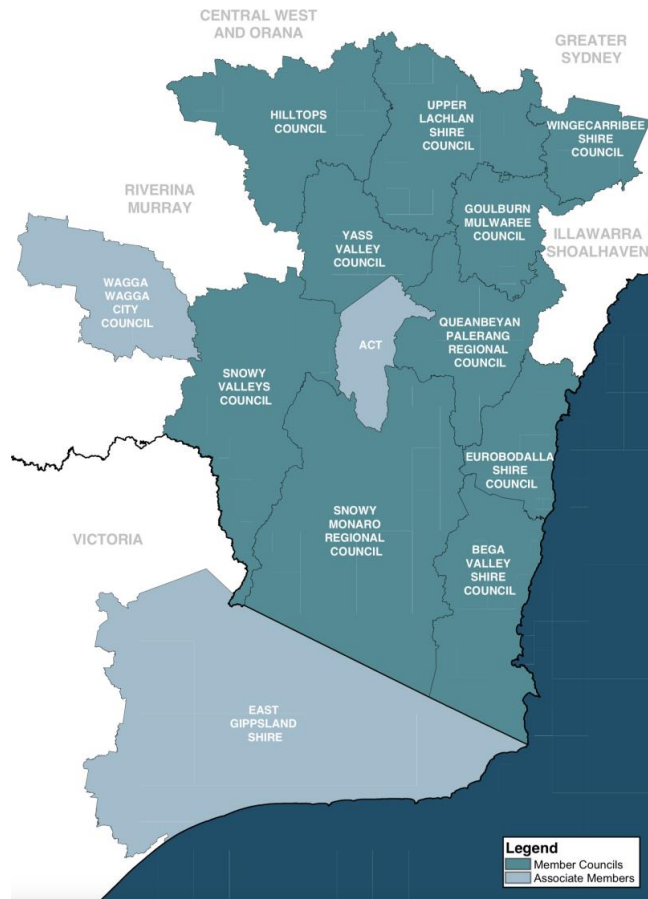 CENTRAL WEST
AND ORANA
GREATER
SYDNEY
HILLTOPS
COUNCIL
UPPER
LACHLAN
SHIRE
COUNCIL
WINGECARRIBEE
SHIRE
COUNCIL
RIVERINA
MURRAY
YASS
VALLEY
COUNCIL
GOULBURN
MULWAREE
COUNCIL
ILLAWARRA
SHOALHAVEN
WAGGA
WAGGA
CITY
COUNCIL
ACT
QUEANBEYAN
PALERANG
REGIONAL
COUNCIL
SNOWY
VALLEYS
COUNCIL
EUROBODALLA
SHIRE
COUNCIL
SNOWY
MONARO
REGIONAL
COUNCIL
VICTORIA
BEGA
VALLEY
SHIRE
COUNCIL
EAST
GIPPSLAND
SHIRE
Legend
Member Councils
Associate Members